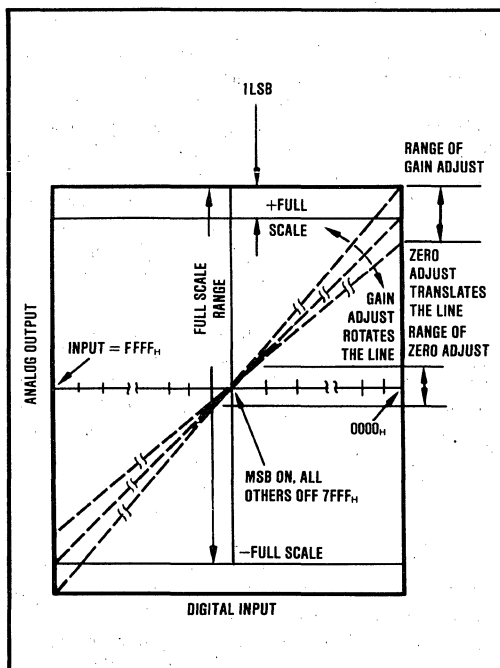 1LSB
RANGE OF
GAIN ADJUST
+FULL
SCALE
FULL SCALE
RANGE
ZERO
ADJUST
TRANSLATES
THE LINE
GAIN
ADJUST
ROTATES
THE LINE
RANGE OF
ZERO ADJUST
ANALOG OUTPUT
INPUT = FFFFH
0000H
MSB ON, ALL
OTHERS OFF 7FFFH
−FULL SCALE
DIGITAL INPUT